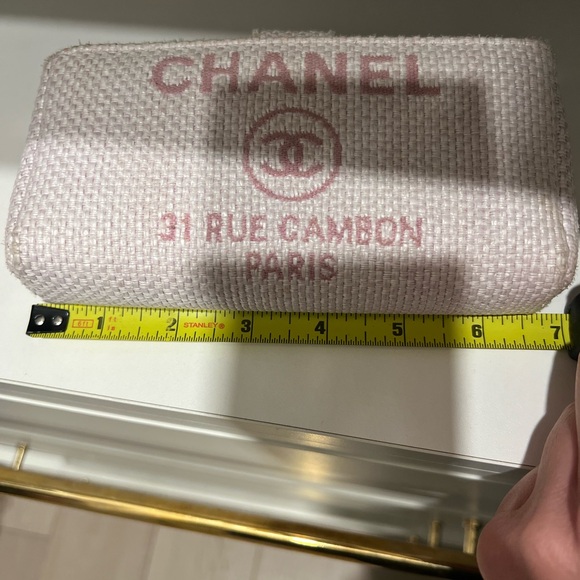 CHANEL
31 RUE CAMBON
PARIS
1 2 STANLEY® 3 4 5 6 7